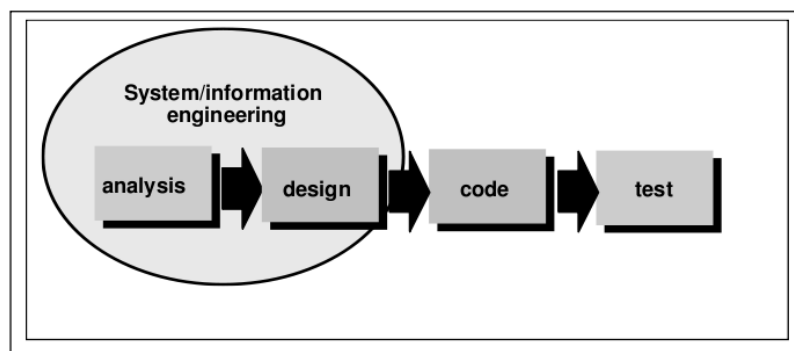 System/information
engineering
analysis
design
code
test